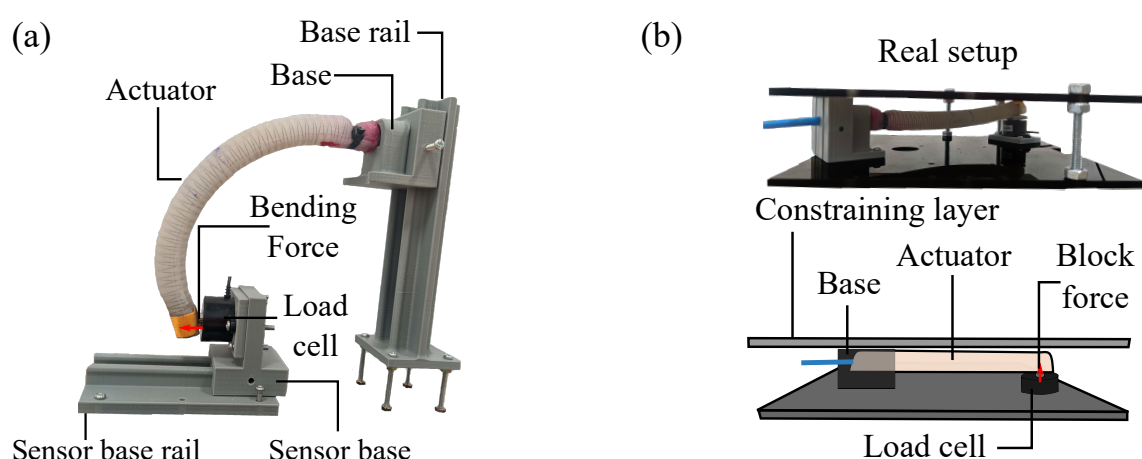 (a)
Base rail
Base
Actuator
Bending
Force
Load
cell
Sensor base rail
Sensor base
(b)
Real setup
Constraining layer
Actuator
Block
force
Base
Load cell